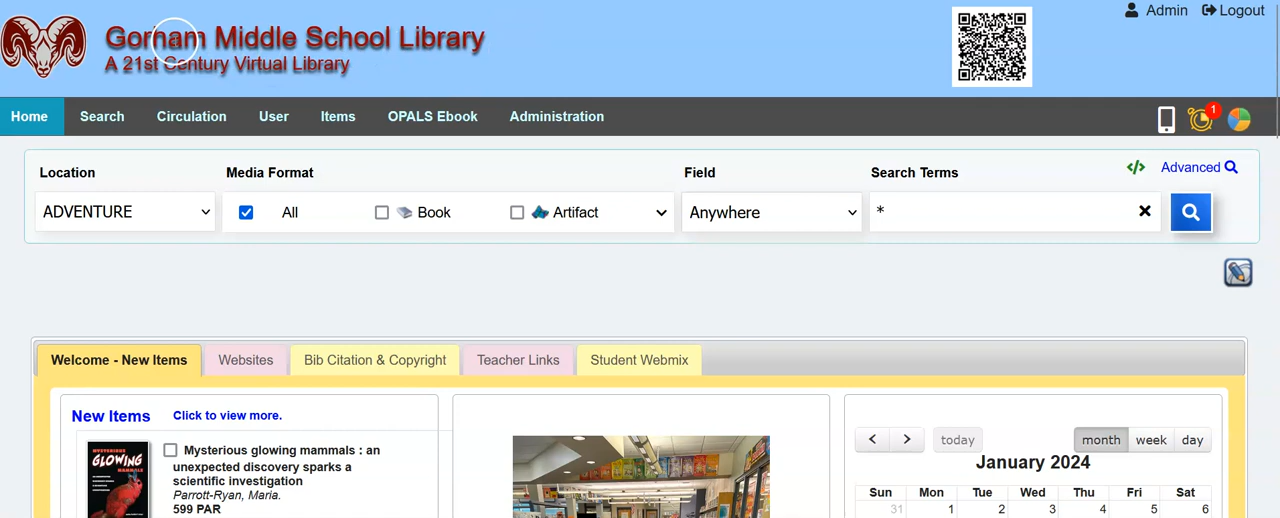 Gorham Middle School Library
A 21st Century Virtual Library
Admin Logout
Home Search Circulation User Items OPALS Ebook Administration
1
Location Media Format Field Search Terms </> Advanced
ADVENTURE All Book Artifact Anywhere *
Welcome - New Items Websites Bib Citation & Copyright Teacher Links Student Webmix
New Items Click to view more.
MYSTERIOUS
GLOWING
MAMMALS
Mysterious glowing mammals : an
unexpected discovery sparks a
scientific investigation
Parrott-Ryan, Maria.
599 PAR
< > today month week day
January 2024
Sun Mon Tue Wed Thu Fri Sat
31 1 2 3 4 5 6